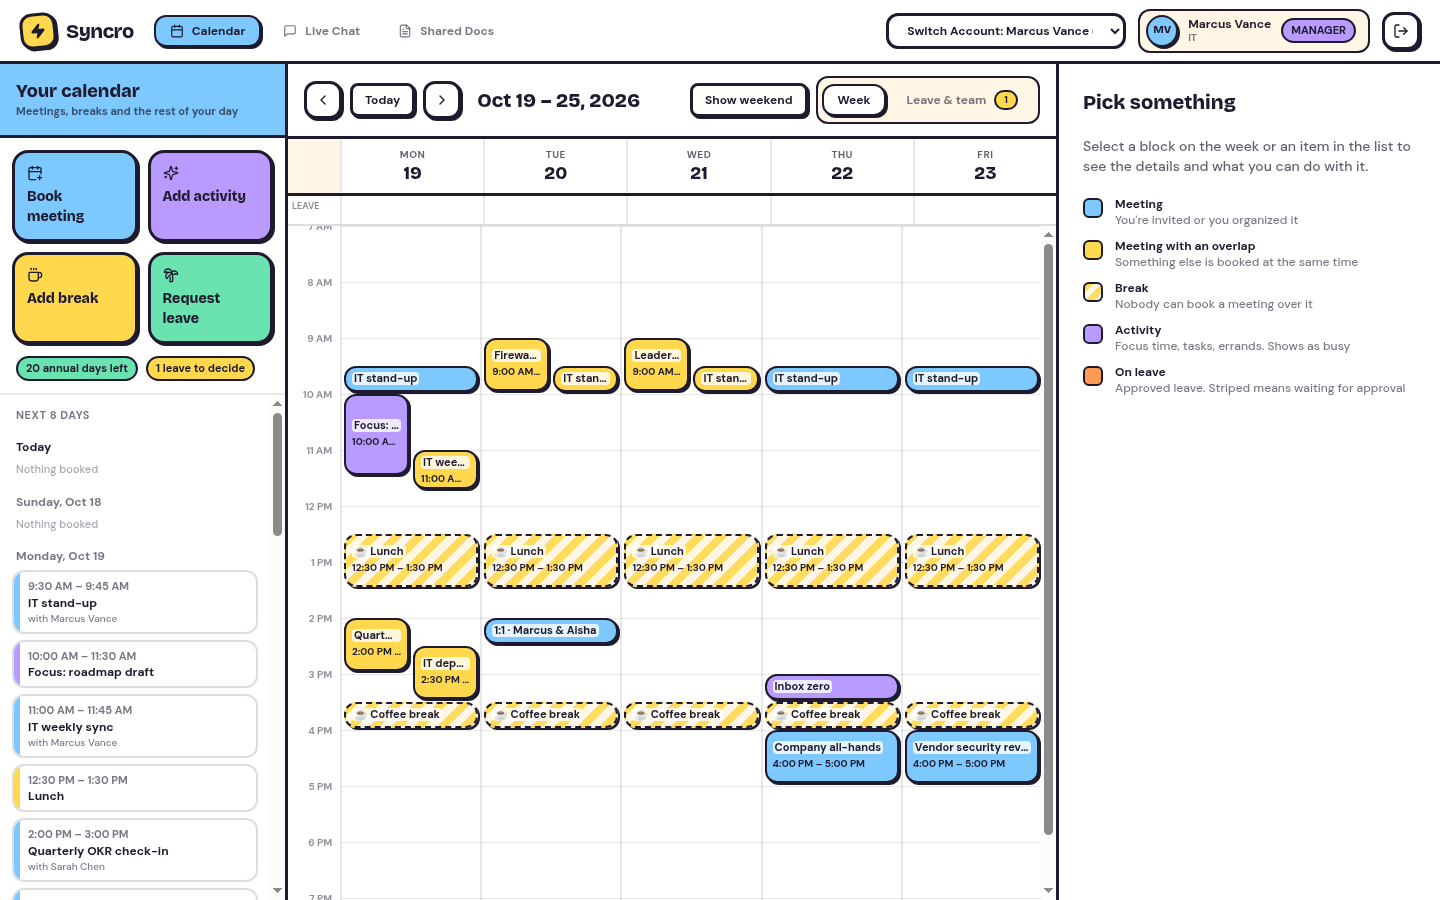 Syncro
Calendar
Live Chat
Shared Docs
Switch Account: Marcus Vance
MV
Marcus Vance
IT
MANAGER
Your calendar
Meetings, breaks and the rest of your day
Book
meeting
Add activity
Add break
Request
leave
20 annual days left
1 leave to decide
NEXT 8 DAYS
Today
Nothing booked
Sunday, Oct 18
Nothing booked
Monday, Oct 19
9:30 AM – 9:45 AM
IT stand-up
with Marcus Vance
10:00 AM – 11:30 AM
Focus: roadmap draft
11:00 AM – 11:45 AM
IT weekly sync
with Marcus Vance
12:30 PM – 1:30 PM
Lunch
2:00 PM – 3:00 PM
Quarterly OKR check-in
with Sarah Chen
Today
Oct 19 – 25, 2026
Show weekend
Week
Leave & team
1
MON
19
TUE
20
WED
21
THU
22
FRI
23
LEAVE
7 AM
8 AM
9 AM
10 AM
11 AM
12 PM
1 PM
2 PM
3 PM
4 PM
5 PM
6 PM
7 PM
IT stand-up
Focus: ...
10:00 A...
IT wee...
11:00 A...
☕ Lunch
12:30 PM – 1:30 PM
Quart...
2:00 PM ...
IT dep...
2:30 PM ...
☕ Coffee break
Firewa...
9:00 AM...
IT stan...
☕ Lunch
12:30 PM – 1:30 PM
1:1 · Marcus & Aisha
☕ Coffee break
Leader...
9:00 AM...
IT stan...
☕ Lunch
12:30 PM – 1:30 PM
☕ Coffee break
IT stand-up
☕ Lunch
12:30 PM – 1:30 PM
Inbox zero
☕ Coffee break
Company all-hands
4:00 PM – 5:00 PM
IT stand-up
☕ Lunch
12:30 PM – 1:30 PM
☕ Coffee break
Vendor security rev...
4:00 PM – 5:00 PM
Pick something
Select a block on the week or an item in the list to
see the details and what you can do with it.
Meeting
You're invited or you organized it
Meeting with an overlap
Something else is booked at the same time
Break
Nobody can book a meeting over it
Activity
Focus time, tasks, errands. Shows as busy
On leave
Approved leave. Striped means waiting for approval